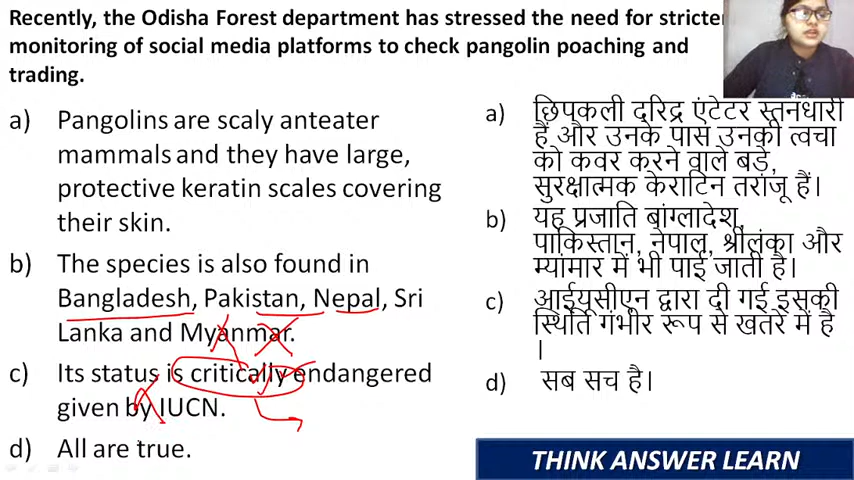 Recently, the Odisha Forest department has stressed the need for stricte
monitoring of social media platforms to check pangolin poaching and
trading.
a) Pangolins are scaly anteater
mammals and they have large,
protective keratin scales covering
their skin.
b) The species is also found in
Bangladesh, Pakistan, Nepal, Sri
Lanka and Myanmar.
c) Its status is critically endangered
given by IUCN.
d) All are true.
a) छिपकली दरिद्र एंटेटर स्तनधारी
हैं और उनके पास उनकी त्वचा
को कवर करने वाले बड़े,
सुरक्षात्मक केराटिन तराजू हैं।
b) यह प्रजाति बांग्लादेश,
पाकिस्तान, नेपाल, श्रीलंका और
म्यांमार में भी पाई जाती है।
c) आईयूसीएन द्वारा दी गई इसकी
स्थिति गंभीर रूप से खतरे में है
।
d) सब सच है।
THINK ANSWER LEARN